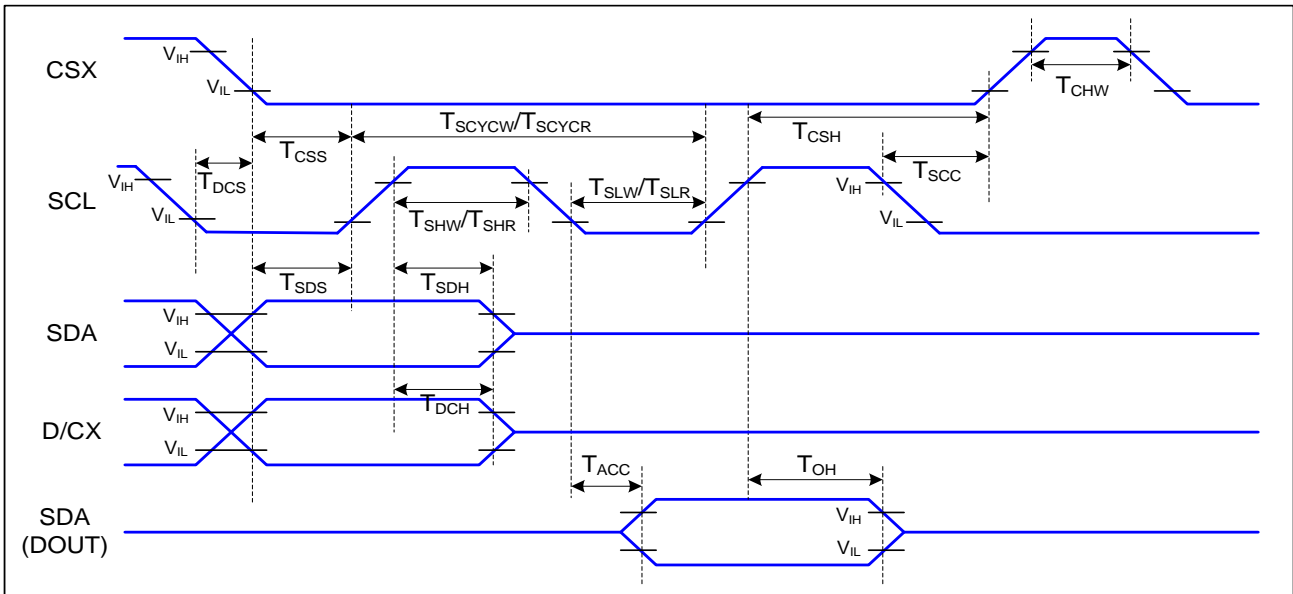 CSX
VIH
VIL
TCHW
TSCYCW/TSCYCR
TCSS
TCSH
TDCS
TSCC
SCL
VIH
VIL
TSLW/TSLR
VIH
VIL
TSHW/TSHR
TSDS
TSDH
SDA
VIH
VIL
D/CX
VIH
VIL
TDCH
TACC
TOH
SDA
(DOUT)
VIH
VIL